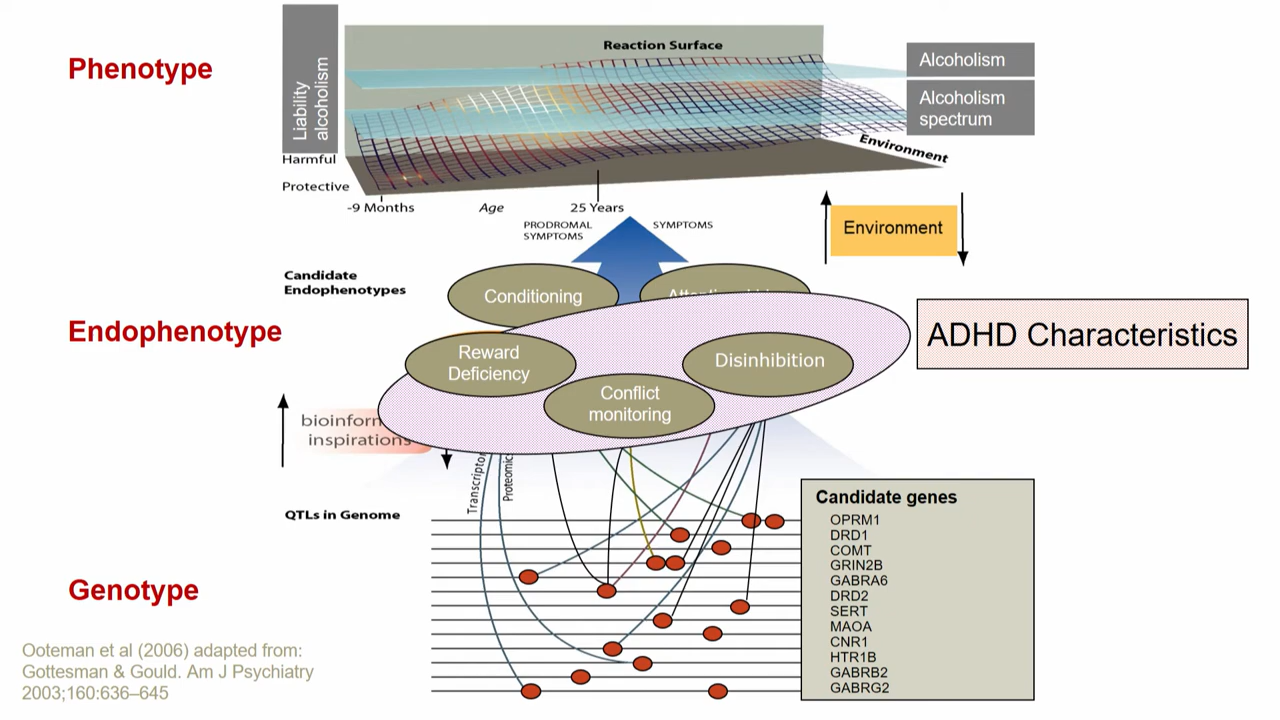 Phenotype
Liability
alcoholism
Reaction Surface
Alcoholism
Alcoholism
spectrum
Harmful
Protective
Environment
-9 Months
Age
25 Years
PRODROMAL
SYMPTOMS
SYMPTOMS
Environment
Candidate
Endophenotypes
Conditioning
Endophenotype
ADHD Characteristics
Reward
Deficiency
Disinhibition
Conflict
monitoring
inspirations
QTLs in Genome
Candidate genes
OPRM1
DRD1
COMT
GRIN2B
GABRA6
DRD2
SERT
MAOA
CNR1
HTR1B
GABRB2
GABRG2
Genotype
Ooteman et al (2006) adapted from:
Gottesman & Gould. Am J Psychiatry
2003;160:636–645